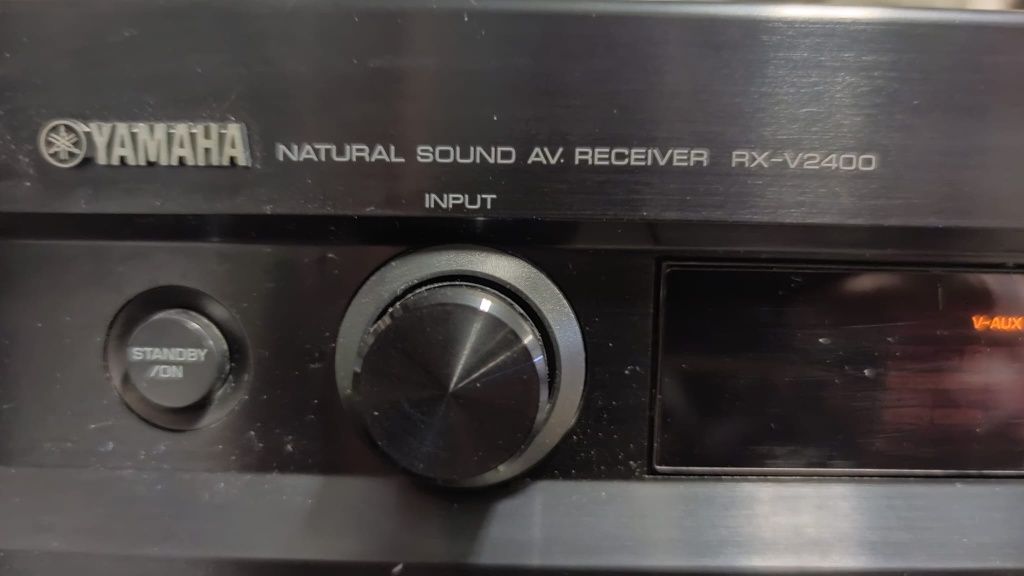 YAMAHA NATURAL SOUND AV RECEIVER RX-V2400
INPUT
STANDBY
/ON
V-AUX